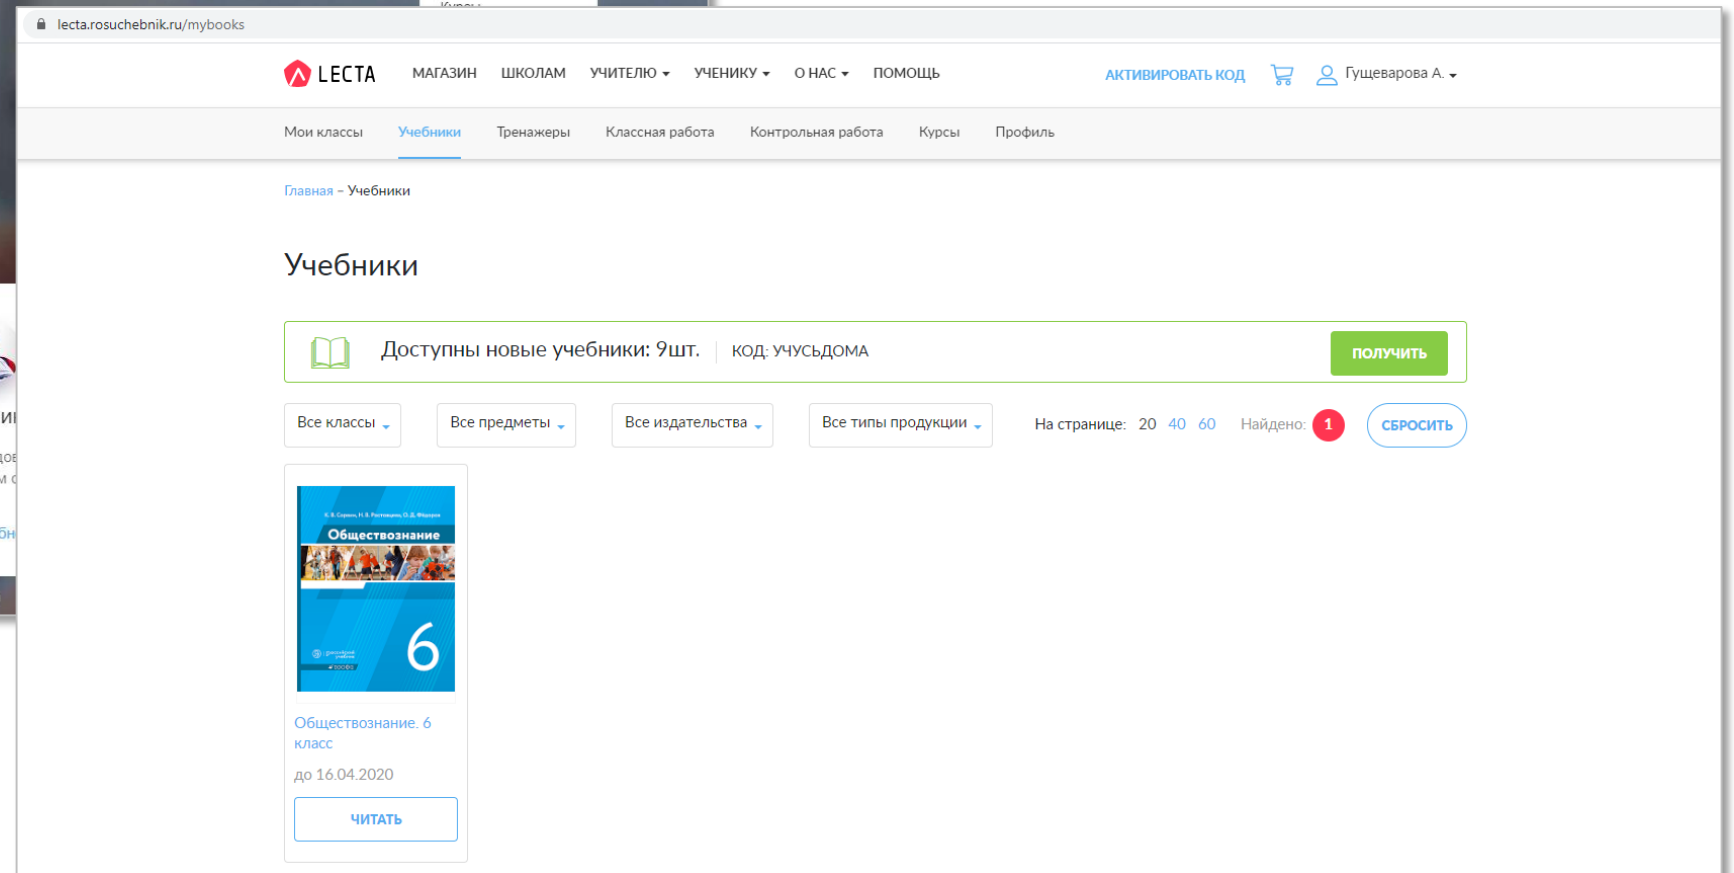 Курсы
lecta.rosuchebnik.ru/mybooks
LECTA МАГАЗИН ШКОЛАМ УЧИТЕЛЮ УЧЕНИКУ О НАС ПОМОЩЬ АКТИВИРОВАТЬ КОД Гущеварова А.
Мои классы Учебники Тренажеры Классная работа Контрольная работа Курсы Профиль
Главная – Учебники
Учебники
Доступны новые учебники: 9шт. КОД: УЧУСЬДОМА ПОЛУЧИТЬ
Все классы Все предметы Все издательства Все типы продукции На странице: 20 40 60 Найдено: 1 СБРОСИТЬ
Обществознание
6
Обществознание. 6
класс
до 16.04.2020
ЧИТАТЬ